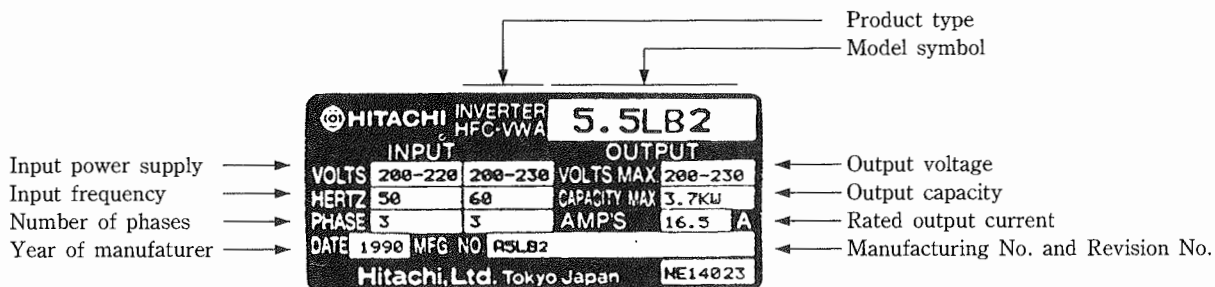 Product type
Model symbol
HITACHI INVERTER HFC-VWA 5.5LB2
INPUT OUTPUT
Input power supply VOLTS 200-220 200-230 VOLTS MAX 200-230 Output voltage
Input frequency HERTZ 50 60 CAPACITY MAX 3.7KW Output capacity
Number of phases PHASE 3 3 AMP'S 16.5 A Rated output current
Year of manufaturer DATE 1990 MFG NO A5LB2 Manufacturing No. and Revision No.
Hitachi, Ltd. Tokyo Japan NE14023